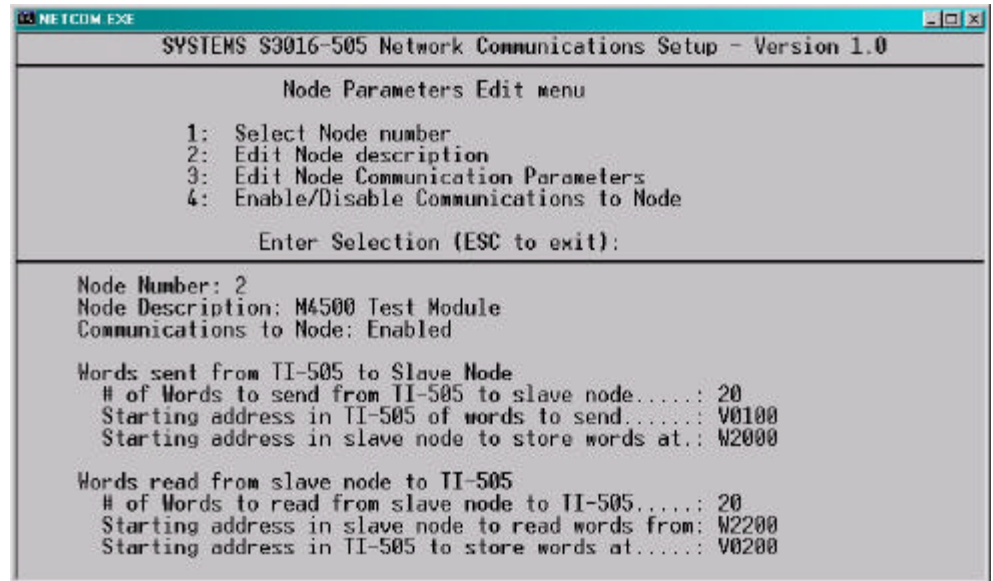 NETCOM.EXE
SYSTEMS S3016-505 Network Communications Setup - Version 1.0
Node Parameters Edit menu
1: Select Node number
2: Edit Node description
3: Edit Node Communication Parameters
4: Enable/Disable Communications to Node
Enter Selection (ESC to exit):
Node Number: 2
Node Description: M4500 Test Module
Communications to Node: Enabled
Words sent from TI-505 to Slave Node
# of Words to send from TI-505 to slave node.....: 20
Starting address in TI-505 of words to send.......: V0100
Starting address in slave node to store words at.: W2000
Words read from slave node to TI-505
# of Words to read from slave node to TI-505.....: 20
Starting address in slave node to read words from: W2200
Starting address in TI-505 to store words at.....: V0200